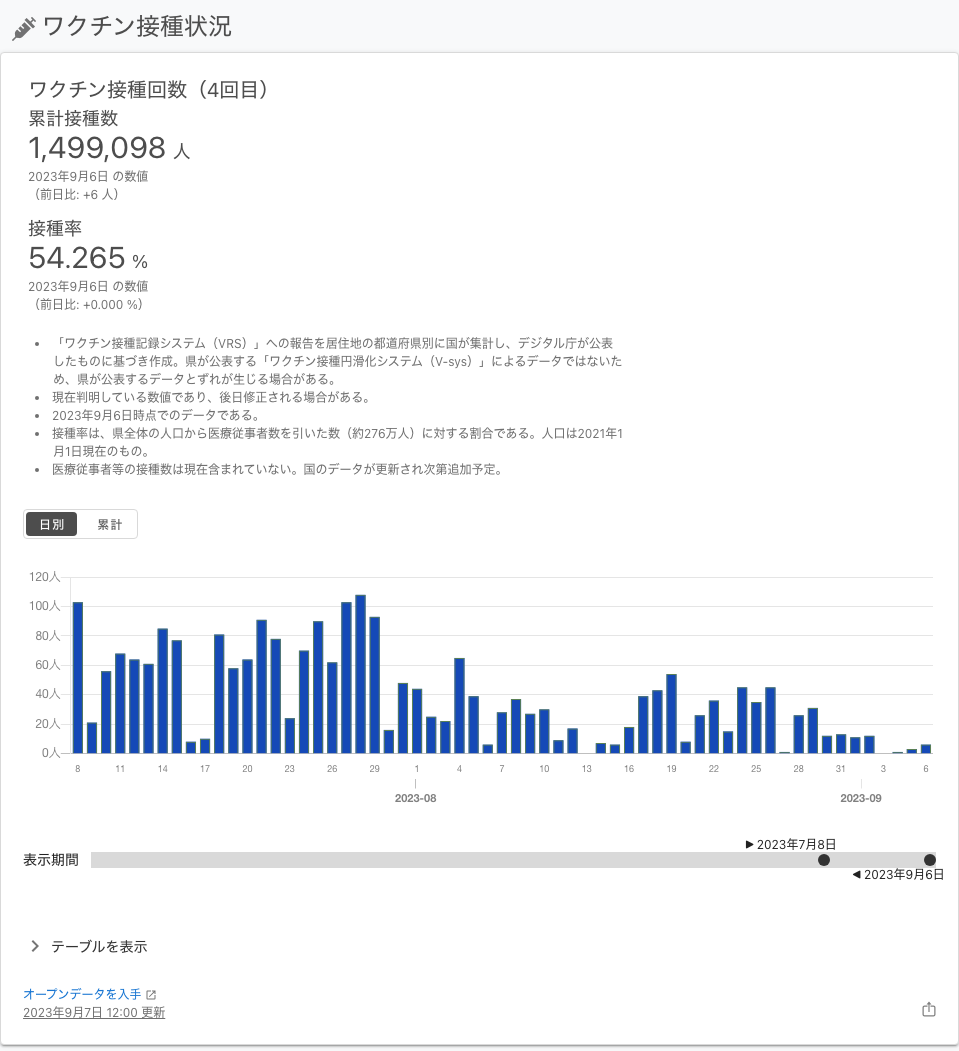 ワクチン接種状況
ワクチン接種回数（4回目）
累計接種数
1,499,098 人
2023年9月6日 の数値
（前日比: +6 人）
接種率
54.265 %
2023年9月6日 の数値
（前日比: +0.000 %）
• 「ワクチン接種記録システム（VRS）」への報告を居住地の都道府県別に国が集計し、デジタル庁が公表
したものに基づき作成。県が公表する「ワクチン接種円滑化システム（V-sys）」によるデータではないた
め、県が公表するデータとずれが生じる場合がある。
• 現在判明している数値であり、後日修正される場合がある。
• 2023年9月6日時点でのデータである。
• 接種率は、県全体の人口から医療従事者数を引いた数（約276万人）に対する割合である。人口は2021年1
月1日現在のもの。
• 医療従事者等の接種数は現在含まれていない。国のデータが更新され次第追加予定。
日別 累計
120人
100人
80人
60人
40人
20人
0人
8 11 14 17 20 23 26 29 1 4 7 10 13 16 19 22 25 28 31 3 6
2023-08 2023-09
▶ 2023年7月8日
表示期間
◀ 2023年9月6日
テーブルを表示
オープンデータを入手
2023年9月7日 12:00 更新